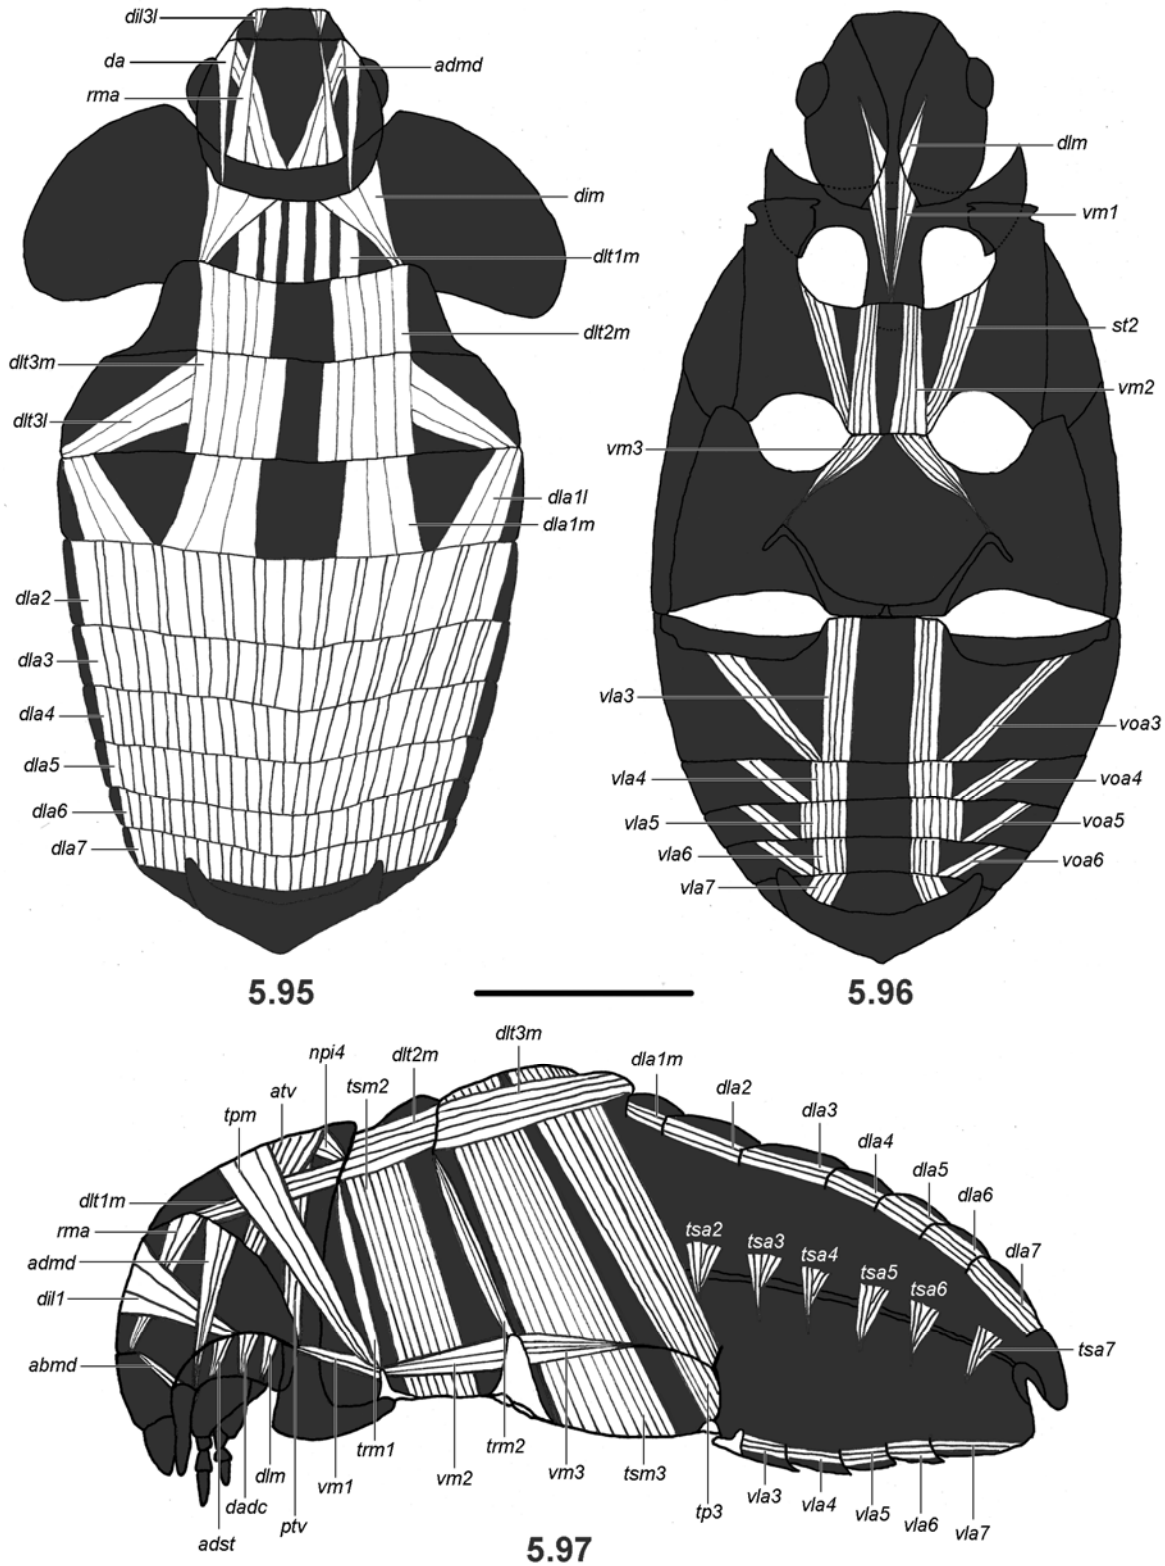 dil3l
da
admd
rma
dim
dlt1m
dlt2m
dlt3m
dlt3l
dla1l
dla1m
dla2
dla3
dla4
dla5
dla6
dla7
5.95
dlm
vm1
st2
vm2
vm3
vla3
voa3
vla4
voa4
vla5
voa5
vla6
voa6
vla7
5.96
dlt3m
npi4
dlt2m
dla1m
atv
tsm2
dla2
tpm
dla3
dla4
dla5
dla6
dla7
dlt1m
rma
admd
dil1
abmd
tsa2
tsa3
tsa4
tsa5
tsa6
tsa7
trm1
trm2
dlm
vm1
vm2
vm3
tsm3
vla3
dadc
ptv
tp3
vla4
vla5
vla6
vla7
adst
5.97